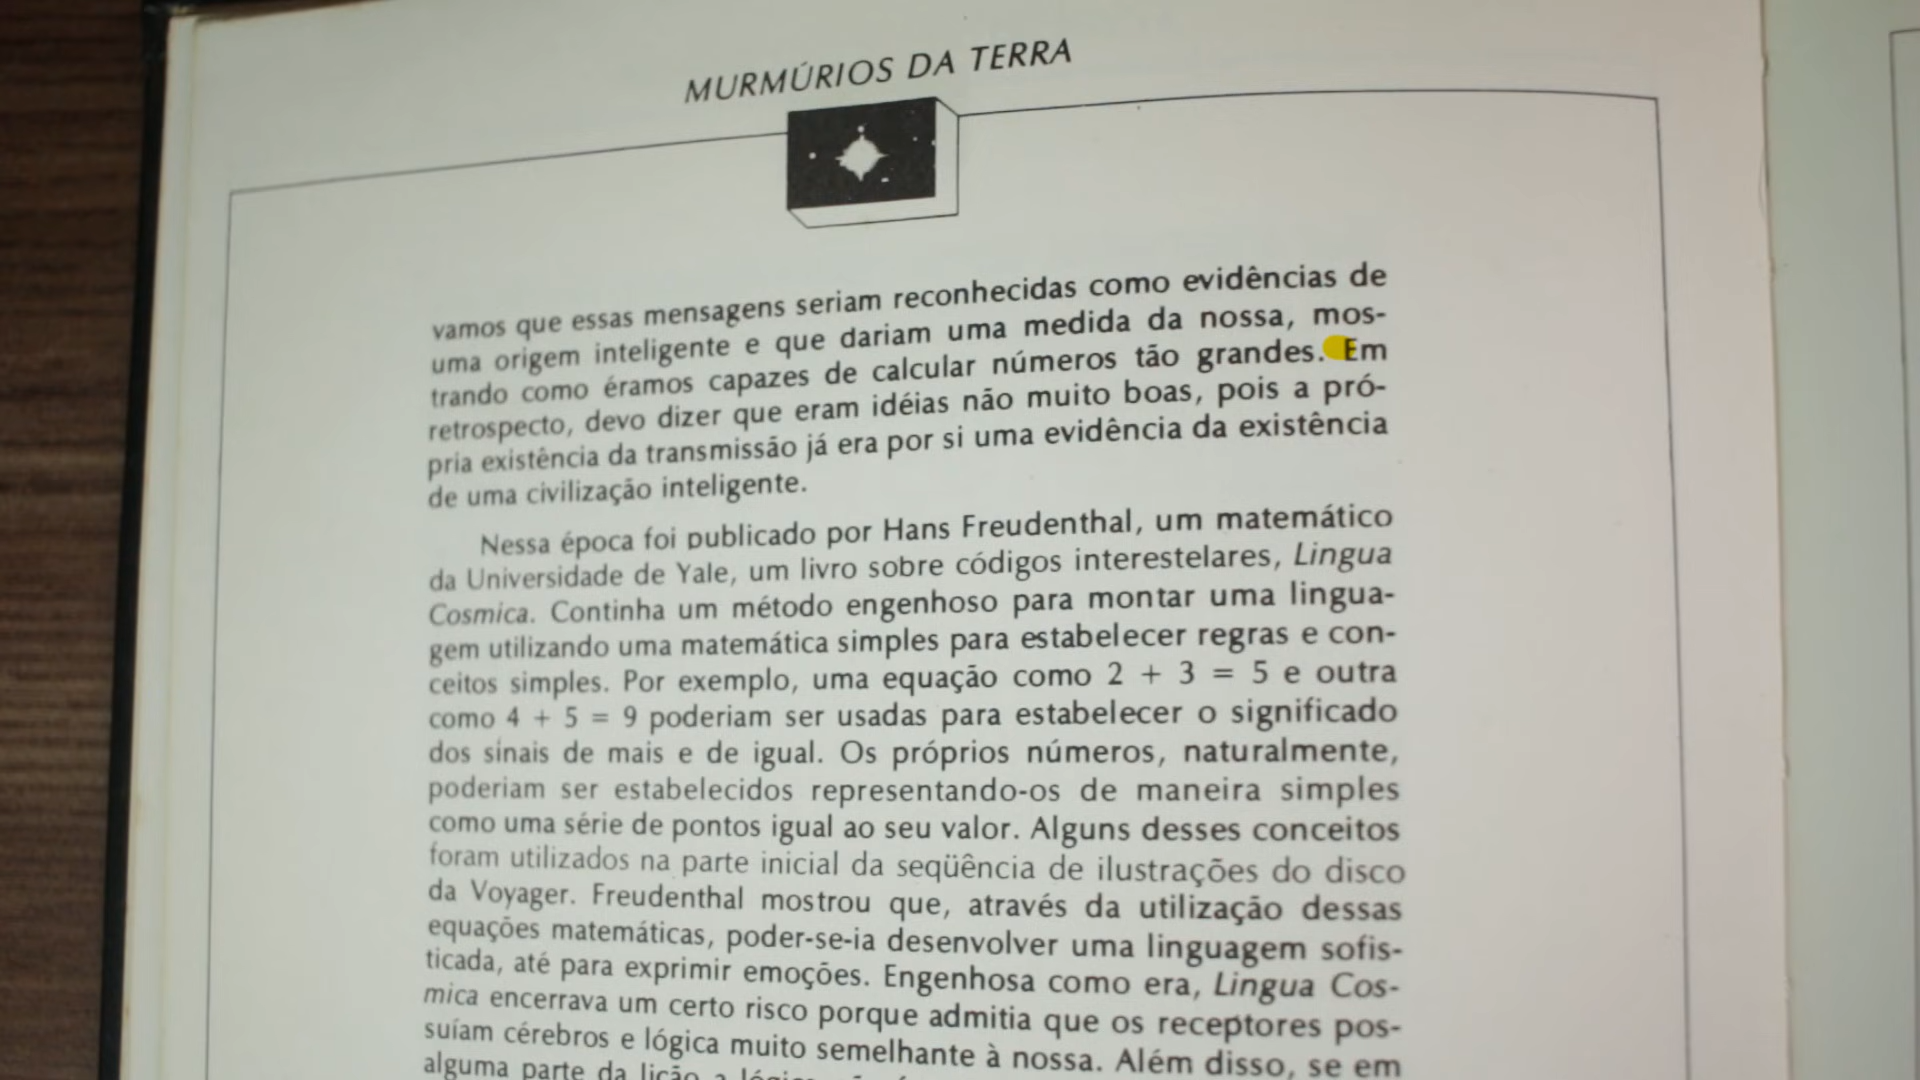 MURMÚRIOS DA TERRA
vamos que essas mensagens seriam reconhecidas como evidências de
uma origem inteligente e que dariam uma medida da nossa, mos-
trando como éramos capazes de calcular números tão grandes. Em
retrospecto, devo dizer que eram idéias não muito boas, pois a pró-
pria existência da transmissão já era por si uma evidência da existência
de uma civilização inteligente.
Nessa época foi publicado por Hans Freudenthal, um matemático
da Universidade de Yale, um livro sobre códigos interestelares, Lingua
Cosmica. Continha um método engenhoso para montar uma lingua-
gem utilizando uma matemática simples para estabelecer regras e con-
ceitos simples. Por exemplo, uma equação como 2 + 3 = 5 e outra
como 4 + 5 = 9 poderiam ser usadas para estabelecer o significado
dos sinais de mais e de igual. Os próprios números, naturalmente,
poderiam ser estabelecidos representando-os de maneira simples
como uma série de pontos igual ao seu valor. Alguns desses conceitos
foram utilizados na parte inicial da seqüência de ilustrações do disco
da Voyager. Freudenthal mostrou que, através da utilização dessas
equações matemáticas, poder-se-ia desenvolver uma linguagem sofis-
ticada, até para exprimir emoções. Engenhosa como era, Lingua Cos-
mica encerrava um certo risco porque admitia que os receptores pos-
suíam cérebros e lógica muito semelhante à nossa. Além disso, se em
alguma parte da lição a